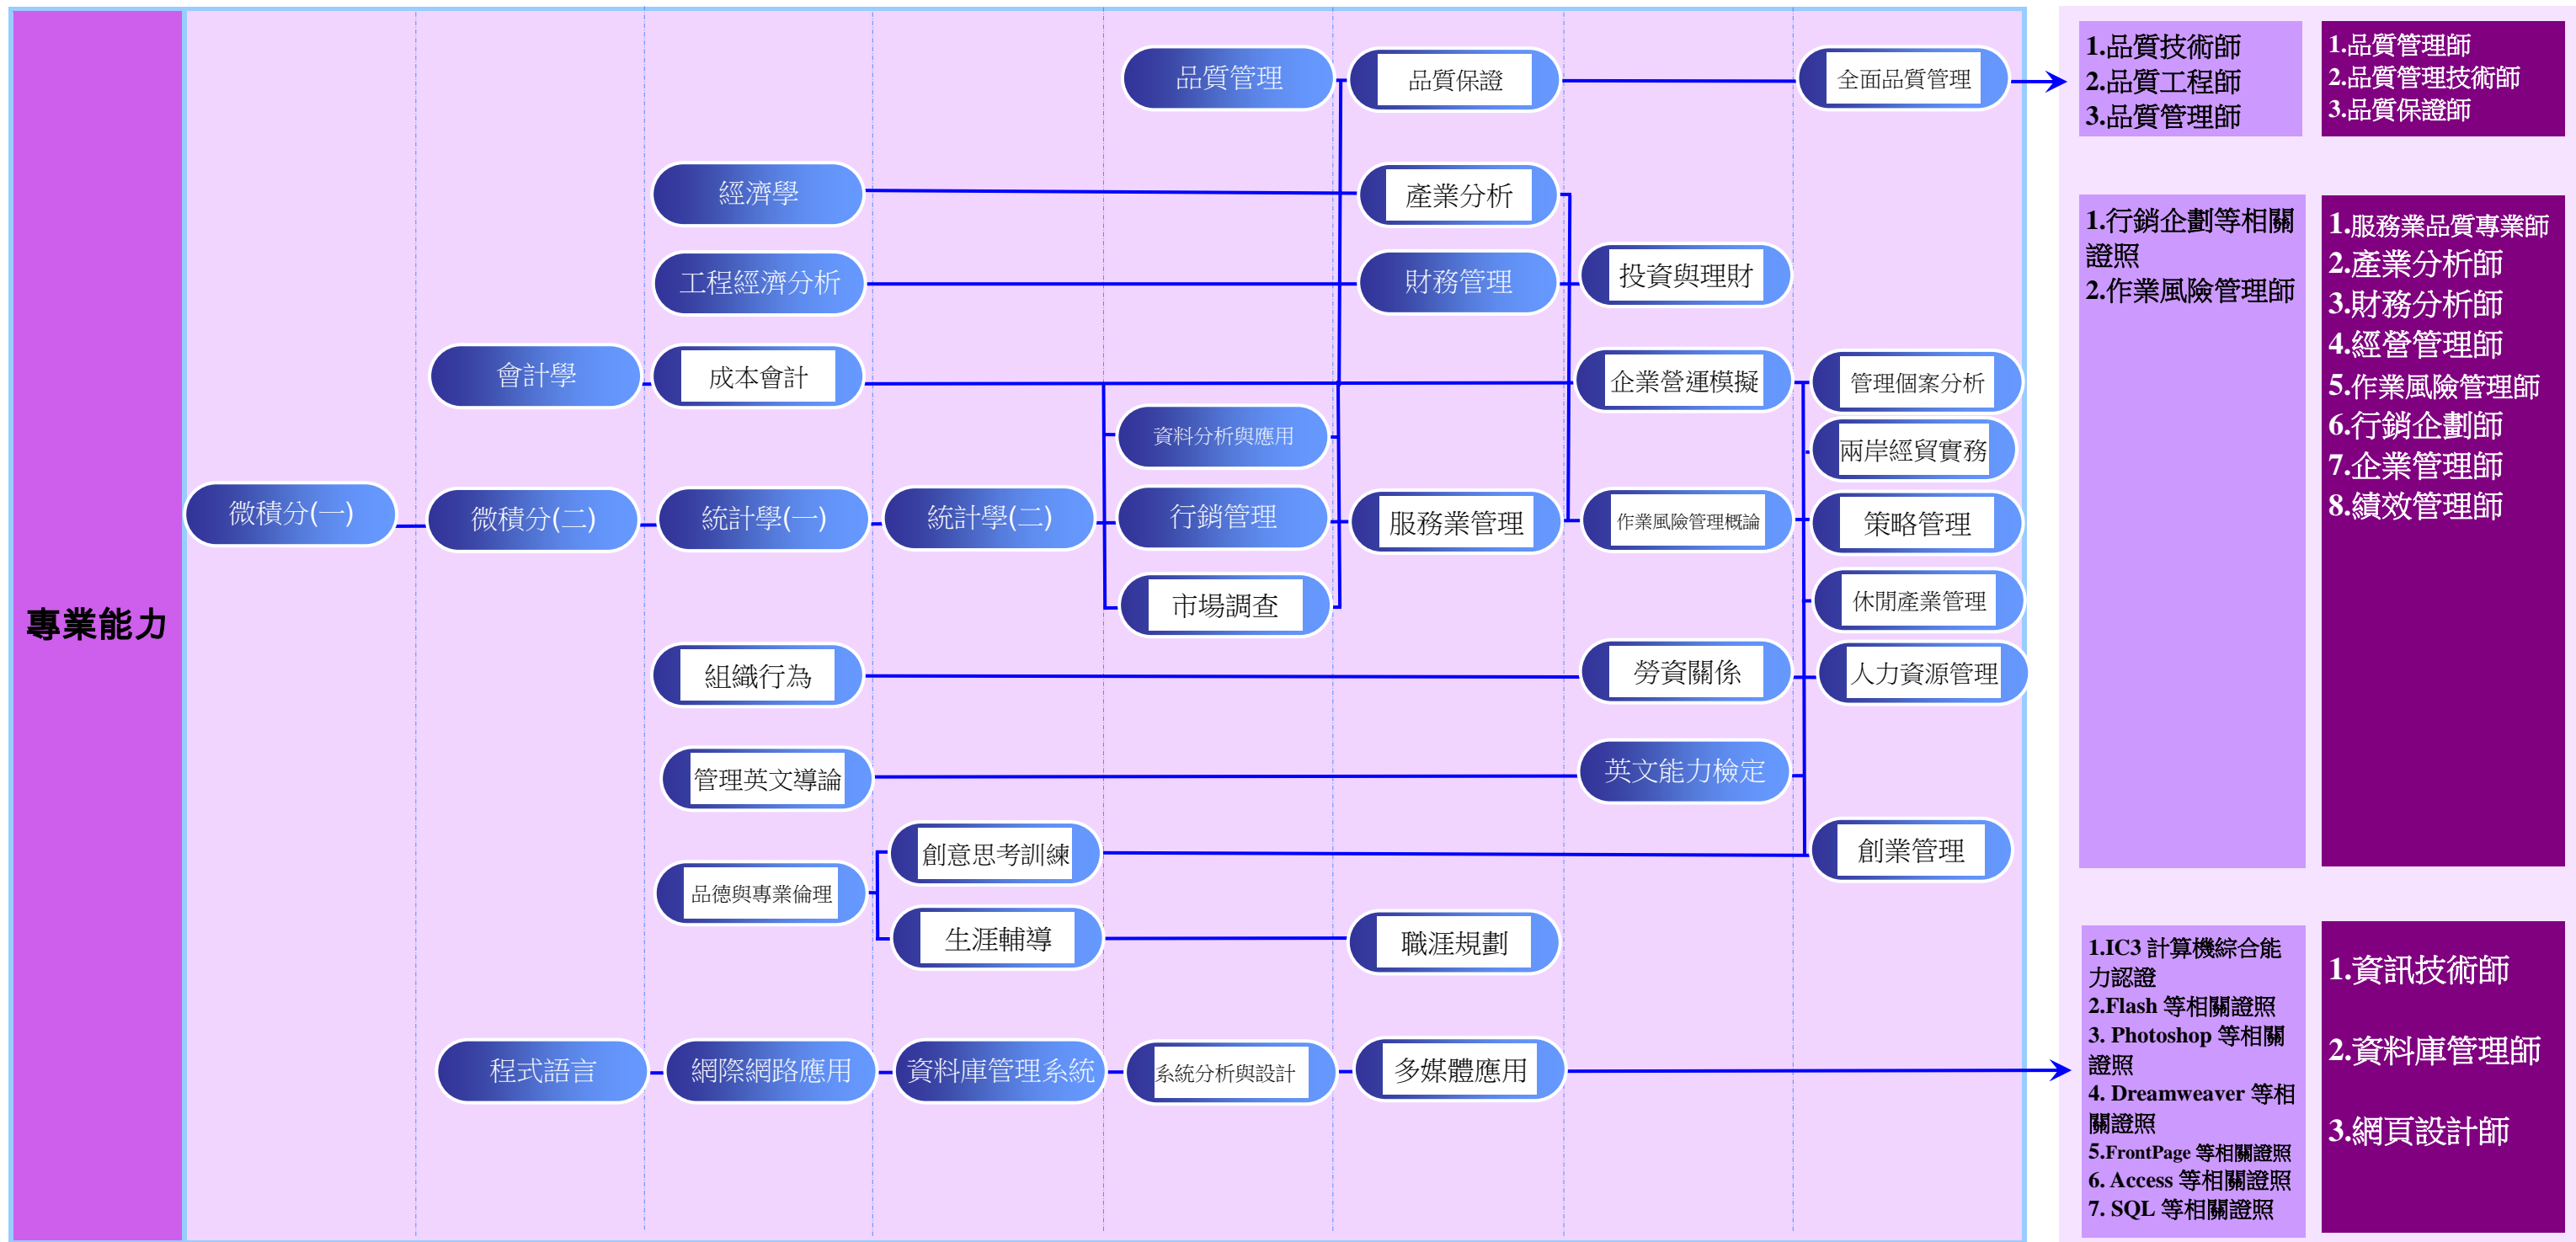 專業能力
品質管理
品質保證
全面品質管理
經濟學
產業分析
工程經濟分析
財務管理
投資與理財
會計學
成本會計
企業營運模擬
管理個案分析
資料分析與應用
兩岸經貿實務
微積分(一)
微積分(二)
統計學(一)
統計學(二)
行銷管理
服務業管理
作業風險管理概論
策略管理
市場調查
休閒產業管理
組織行為
勞資關係
人力資源管理
管理英文導論
英文能力檢定
創意思考訓練
創業管理
品德與專業倫理
生涯輔導
職涯規劃
程式語言
網際網路應用
資料庫管理系統
系統分析與設計
多媒體應用
1.品質技術師
2.品質工程師
3.品質管理師
1.品質管理師
2.品質管理技術師
3.品質保證師
1.行銷企劃等相關
證照
2.作業風險管理師
1.服務業品質專業師
2.產業分析師
3.財務分析師
4.經營管理師
5.作業風險管理師
6.行銷企劃師
7.企業管理師
8.績效管理師
1.IC3 計算機綜合能
力認證
2.Flash 等相關證照
3. Photoshop 等相關
證照
4. Dreamweaver 等相
關證照
5.FrontPage 等相關證照
6. Access 等相關證照
7. SQL 等相關證照
1.資訊技術師
2.資料庫管理師
3.網頁設計師